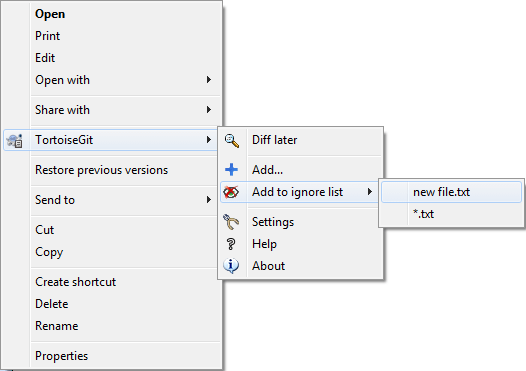 Open
Print
Edit
Open with
Share with
TortoiseGit
Restore previous versions
Send to
Cut
Copy
Create shortcut
Delete
Rename
Properties
Diff later
Add...
Add to ignore list
Settings
Help
About
new file.txt
*.txt